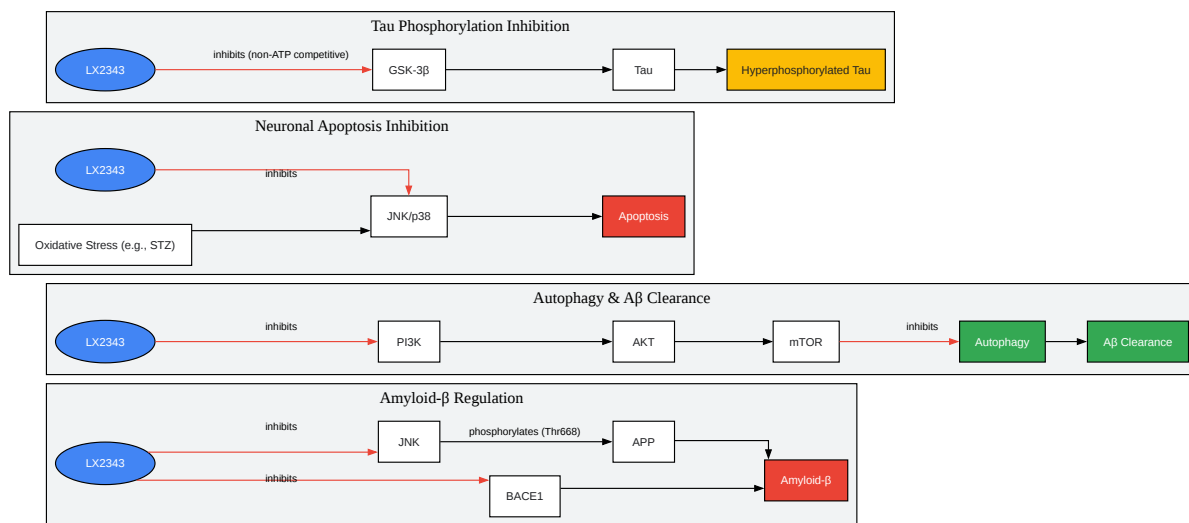 Tau Phosphorylation Inhibition
LX2343
inhibits (non-ATP competitive)
GSK-3β
Tau
Hyperphosphorylated Tau
Neuronal Apoptosis Inhibition
LX2343
inhibits
JNK/p38
Apoptosis
Oxidative Stress (e.g., STZ)
Autophagy & Aβ Clearance
LX2343
inhibits
PI3K
AKT
mTOR
inhibits
Autophagy
Aβ Clearance
Amyloid-β Regulation
LX2343
inhibits
JNK
phosphorylates (Thr668)
APP
inhibits
BACE1
Amyloid-β